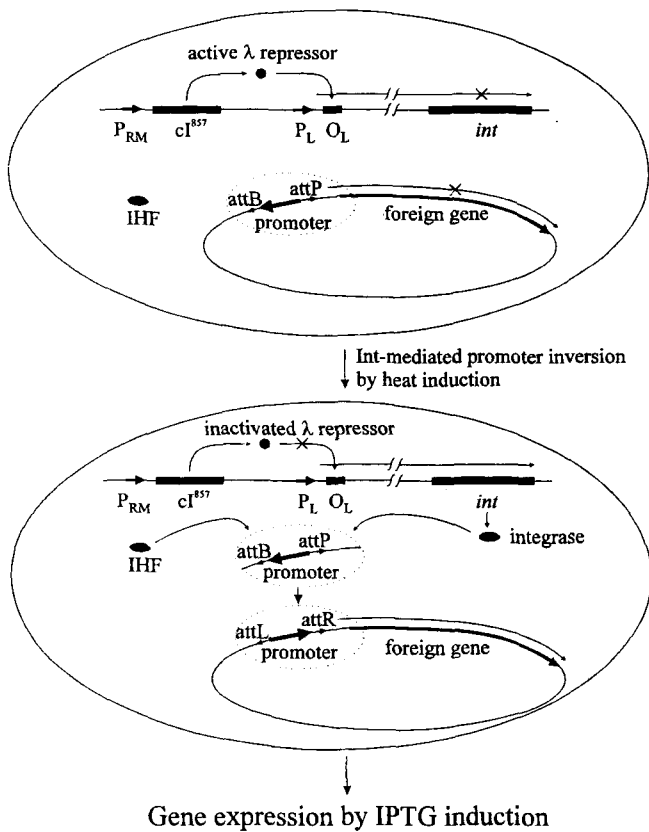 active λ repressor
P_RM cI^857 P_L O_L int
IHF
attB attP
promoter
foreign gene
Int-mediated promoter inversion
by heat induction
inactivated λ repressor
P_RM cI^857 P_L O_L int
IHF
attB attP
promoter
integrase
attL attR
promoter
foreign gene
Gene expression by IPTG induction